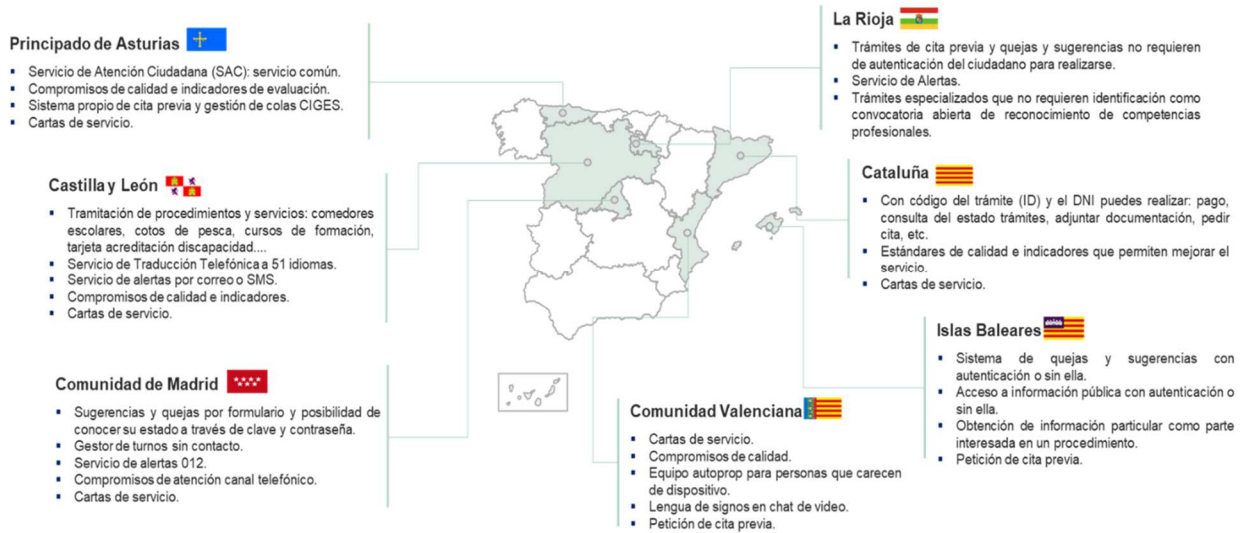 Principado de Asturias
▪ Servicio de Atención Ciudadana (SAC): servicio común.
▪ Compromisos de calidad e indicadores de evaluación.
▪ Sistema propio de cita previa y gestión de colas CIGES.
▪ Cartas de servicio.
Castilla y León
▪ Tramitación de procedimientos y servicios: comedores
escolares, cotos de pesca, cursos de formación,
tarjeta acreditación discapacidad....
▪ Servicio de Traducción Telefónica a 51 idiomas.
▪ Servicio de alertas por correo o SMS.
▪ Compromisos de calidad e indicadores.
▪ Cartas de servicio.
Comunidad de Madrid
▪ Sugerencias y quejas por formulario y posibilidad de
conocer su estado a través de clave y contraseña.
▪ Gestor de turnos sin contacto.
▪ Servicio de alertas 012.
▪ Compromisos de atención canal telefónico.
▪ Cartas de servicio.
La Rioja
▪ Trámites de cita previa y quejas y sugerencias no requieren
de autenticación del ciudadano para realizarse.
▪ Servicio de Alertas.
▪ Trámites especializados que no requieren identificación como
convocatoria abierta de reconocimiento de competencias
profesionales.
Cataluña
▪ Con código del trámite (ID) y el DNI puedes realizar: pago,
consulta del estado trámites, adjuntar documentación, pedir
cita, etc.
▪ Estándares de calidad e indicadores que permiten mejorar el
servicio.
▪ Cartas de servicio.
Islas Baleares
▪ Sistema de quejas y sugerencias con
autenticación o sin ella.
▪ Acceso a información pública con autenticación o
sin ella.
▪ Obtención de información particular como parte
interesada en un procedimiento.
▪ Petición de cita previa.
Comunidad Valenciana
▪ Cartas de servicio.
▪ Compromisos de calidad.
▪ Equipo autoprop para personas que carecen
de dispositivo.
▪ Lengua de signos en chat de video.
▪ Petición de cita previa.